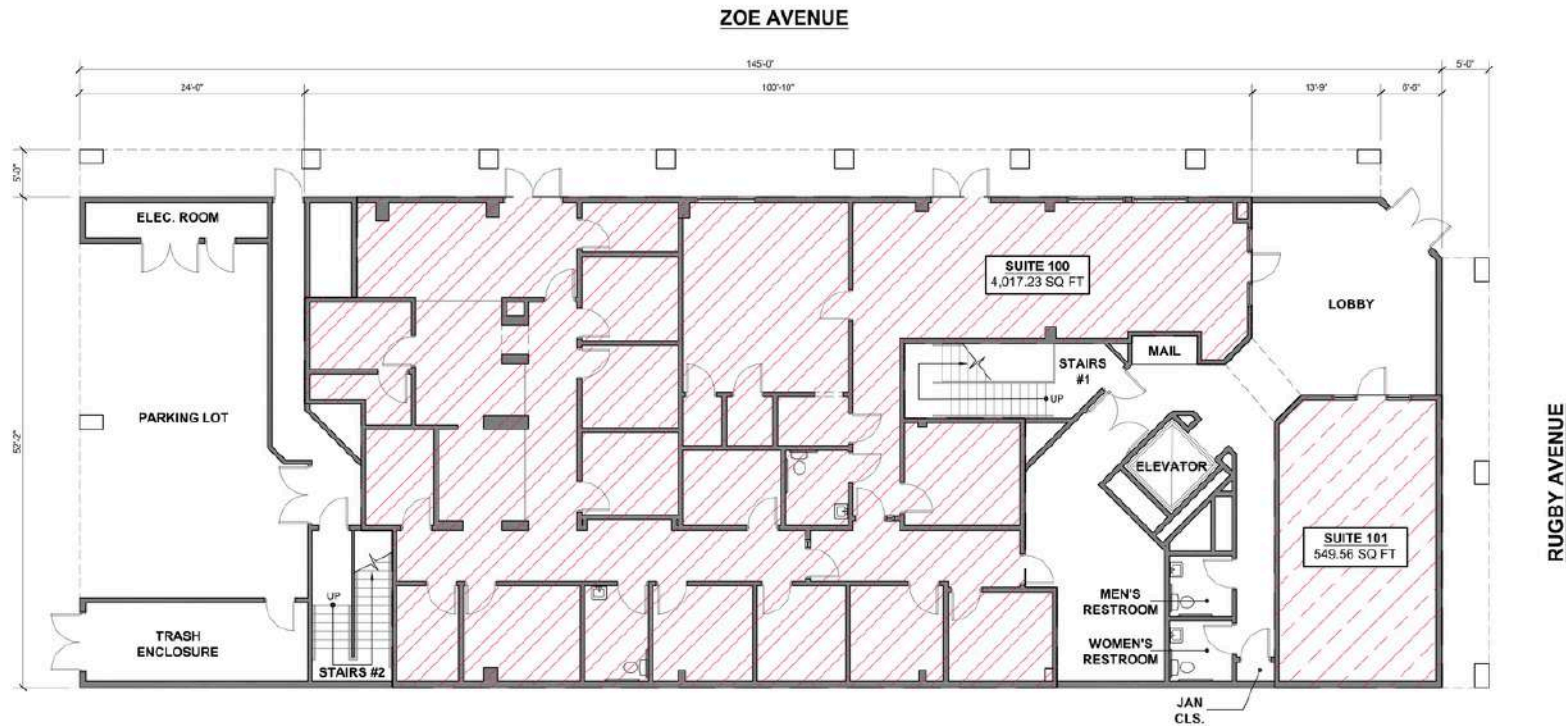 ZOE AVENUE
145'-0"
5'-0"
24'-0"
100'-10"
13'-9"
5'-0"
ELEC. ROOM
SUITE 100
4,017.23 SQ FT
LOBBY
MAIL
STAIRS
#1
UP
PARKING LOT
52'-2"
ELEVATOR
RUGBY AVENUE
SUITE 101
549.56 SQ FT
UP
MEN'S
RESTROOM
TRASH
ENCLOSURE
WOMEN'S
RESTROOM
STAIRS #2
JAN
CLS.